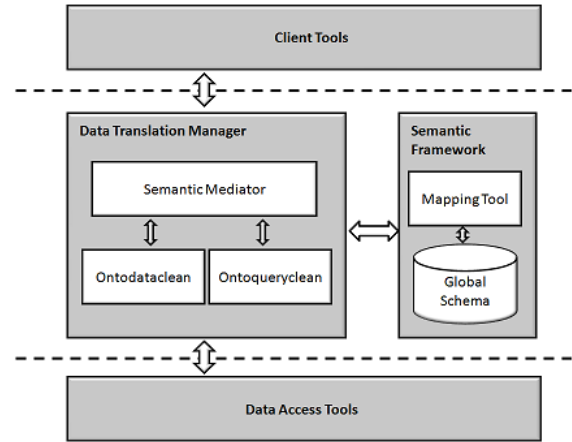 Client Tools
Data Translation Manager
Semantic Mediator
Ontodataclean
Ontoqueryclean
Semantic
Framework
Mapping Tool
Global
Schema
Data Access Tools